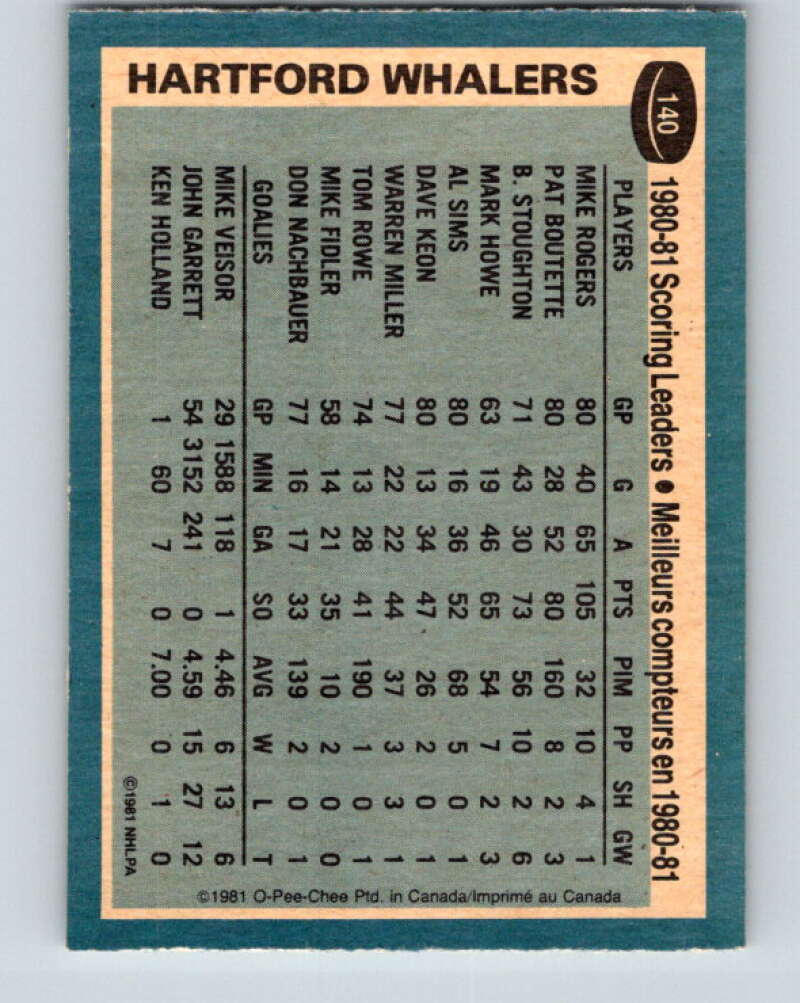 HARTFORD WHALERS
140
1980-81 Scoring Leaders • Meilleurs compteurs en 1980-81
PLAYERS GP G A PTS PIM PP SH GW
MIKE ROGERS 80 40 65 105 32 10 4 1
PAT BOUTETTE 80 28 52 80 160 8 2 3
B. STOUGHTON 71 43 30 73 56 10 2 6
MARK HOWE 63 19 46 65 54 7 2 3
AL SIMS 80 16 36 52 68 5 0 1
DAVE KEON 80 13 34 47 26 2 0 1
WARREN MILLER 77 22 22 44 37 3 3 1
TOM ROWE 74 13 28 41 190 1 0 1
MIKE FIDLER 58 14 21 35 10 2 0 0
DON NACHBAUER 77 16 17 33 139 2 0 1
GOALIES GP MIN GA SO AVG W L T
MIKE VEISOR 29 1588 118 1 4.46 6 13 6
JOHN GARRETT 54 3152 241 0 4.59 15 27 12
KEN HOLLAND 1 60 7 0 7.00 0 1 0
©1981 NHLPA
©1981 O-Pee-Chee Ptd. in Canada/Imprimé au Canada